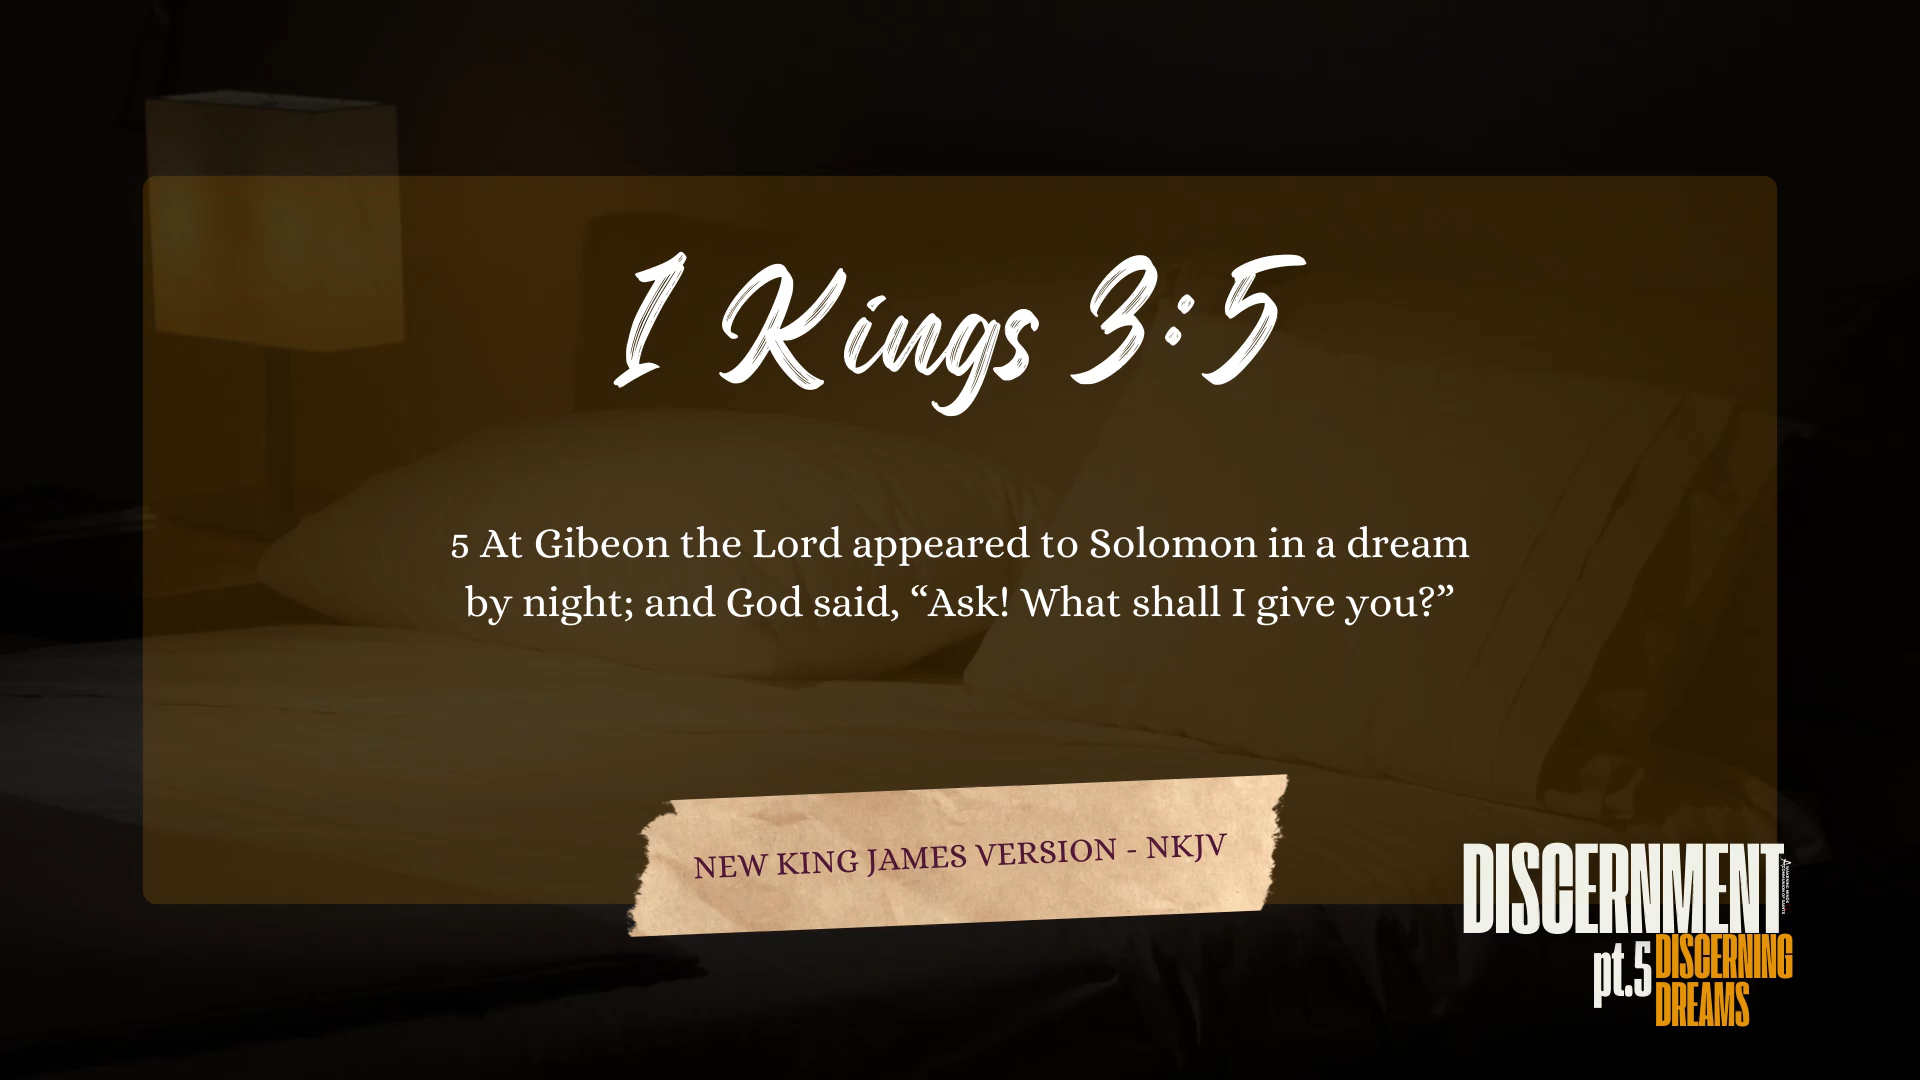 1 Kings 3:5
5 At Gibeon the Lord appeared to Solomon in a dream
by night; and God said, “Ask! What shall I give you?”
NEW KING JAMES VERSION - NKJV
DISCERNMENT
pt.5 DISCERNING
DREAMS